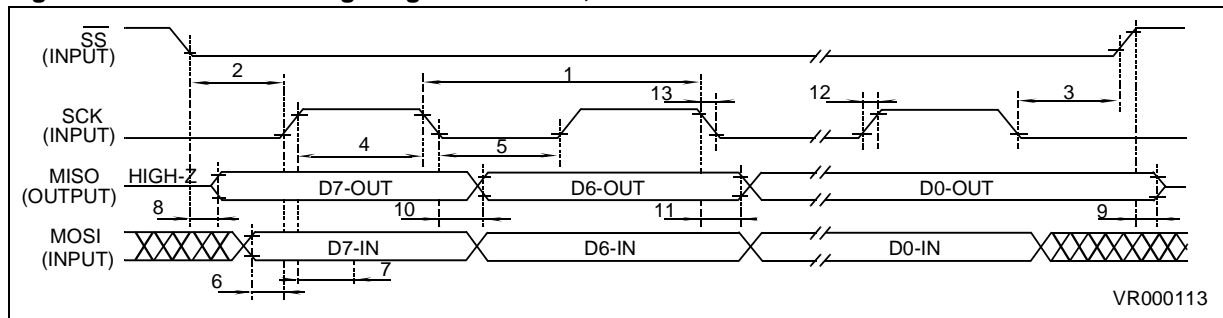 SS
(INPUT)
2
1
13
12
3
SCK
(INPUT)
4
5
MISO
(OUTPUT)
HIGH-Z
D7-OUT
D6-OUT
D0-OUT
8
10
11
9
MOSI
(INPUT)
D7-IN
D6-IN
D0-IN
7
6
VR000113